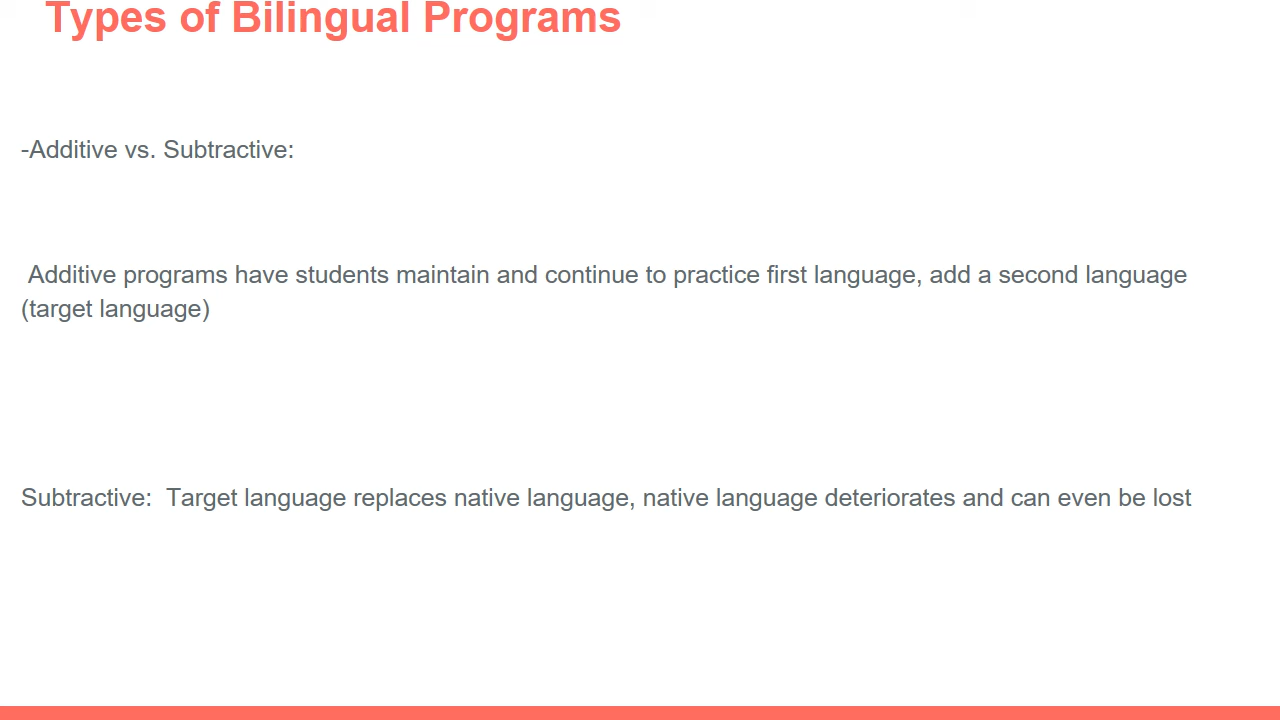 Types of Bilingual Programs
-Additive vs. Subtractive:
Additive programs have students maintain and continue to practice first language, add a second language
(target language)
Subtractive:  Target language replaces native language, native language deteriorates and can even be lost